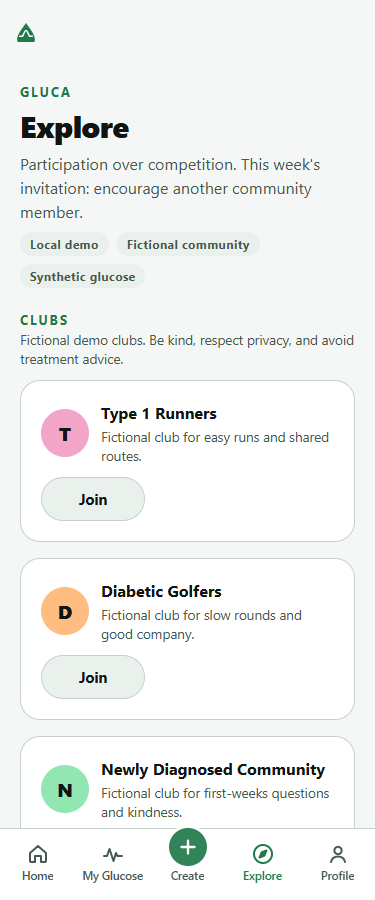 GLUCA
Explore
Participation over competition. This week's
invitation: encourage another community
member.
Local demo
Fictional community
Synthetic glucose
CLUBS
Fictional demo clubs. Be kind, respect privacy, and avoid
treatment advice.
T
Type 1 Runners
Fictional club for easy runs and shared
routes.
Join
D
Diabetic Golfers
Fictional club for slow rounds and
good company.
Join
N
Newly Diagnosed Community
Fictional club for first-weeks questions
and kindness.
Home
My Glucose
Create
Explore
Profile